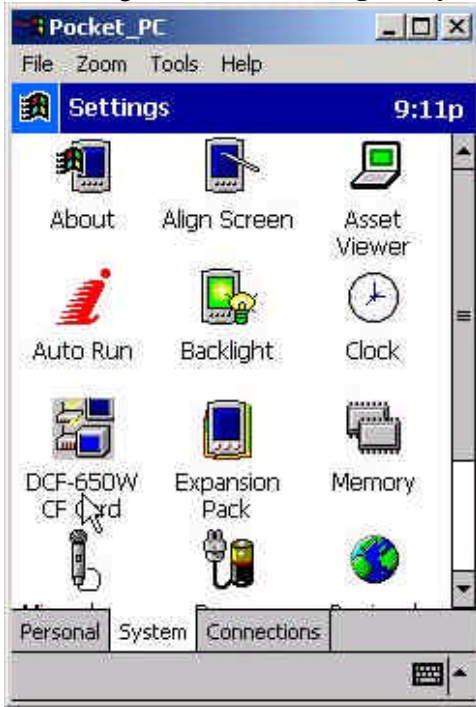 Pocket_PC
File Zoom Tools Help
Settings 9:11p
About Align Screen Asset Viewer
Auto Run Backlight Clock
DCF-650W CF Card Expansion Pack Memory
Personal System Connections